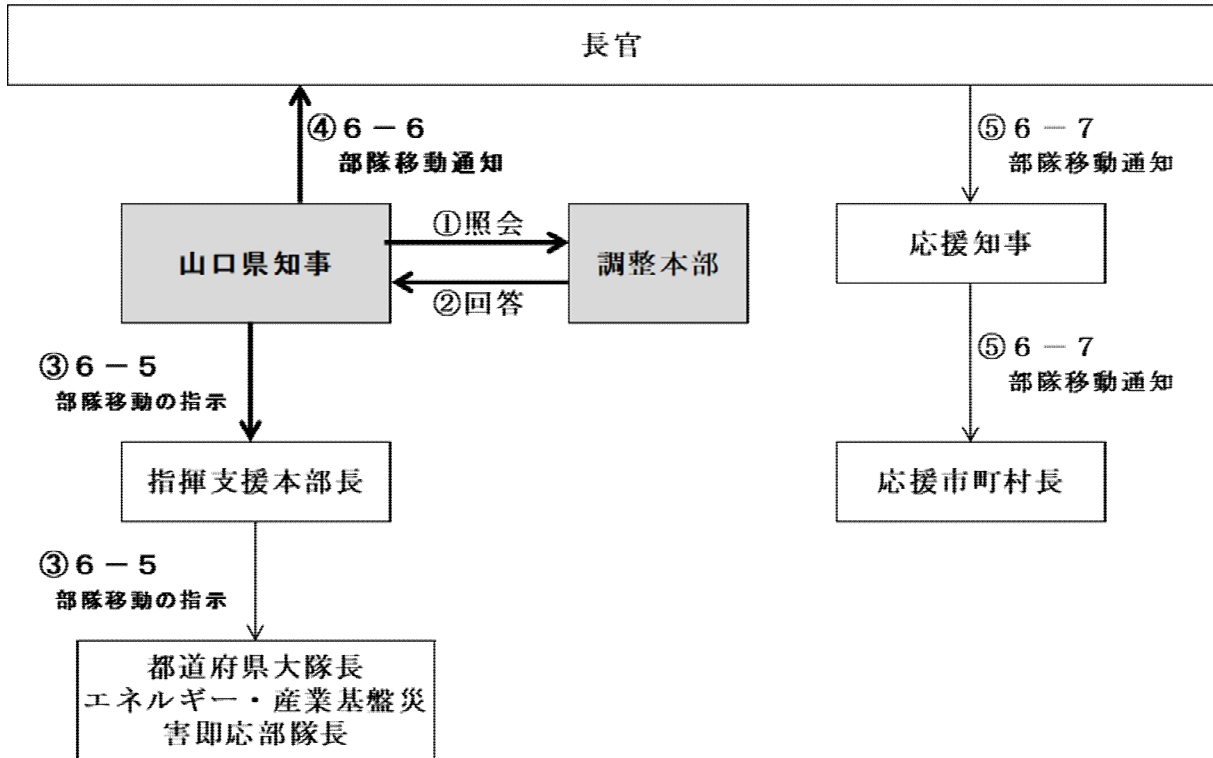 長官
④６－６
部隊移動通知
⑤６－７
部隊移動通知
山口県知事
①照会
②回答
調整本部
応援知事
③６－５
部隊移動の指示
⑤６－７
部隊移動通知
指揮支援本部長
応援市町村長
③６－５
部隊移動の指示
都道府県大隊長
エネルギー・産業基盤災
害即応部隊長